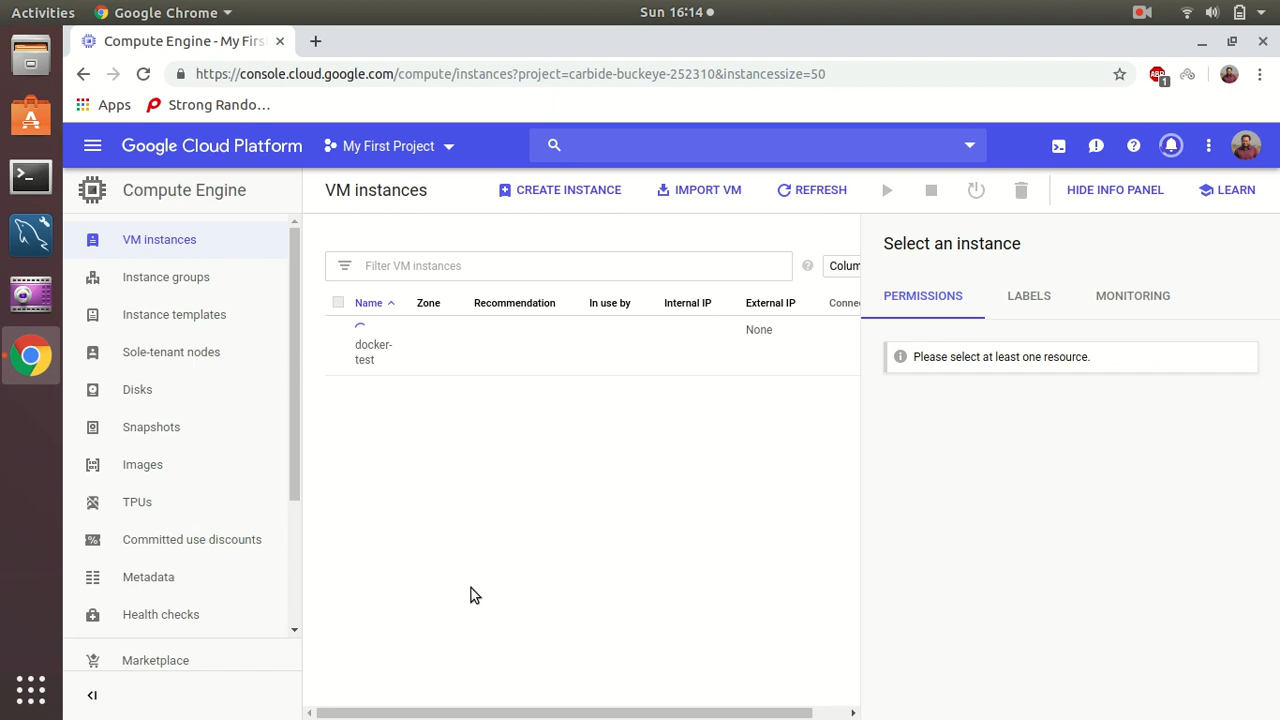 Activities
Google Chrome
Sun 16:14
Compute Engine - My First
https://console.cloud.google.com/compute/instances?project=carbide-buckeye-252310&instancessize=50
ABP
1
Apps
Strong Rando...
Google Cloud Platform
My First Project
Compute Engine
VM instances
CREATE INSTANCE
IMPORT VM
REFRESH
HIDE INFO PANEL
LEARN
VM instances
Instance groups
Instance templates
Sole-tenant nodes
Disks
Snapshots
Images
TPUs
Committed use discounts
Metadata
Health checks
Marketplace
Filter VM instances
Colum
Name
Zone
Recommendation
In use by
Internal IP
External IP
Connec
docker-
test
None
Select an instance
PERMISSIONS
LABELS
MONITORING
Please select at least one resource.